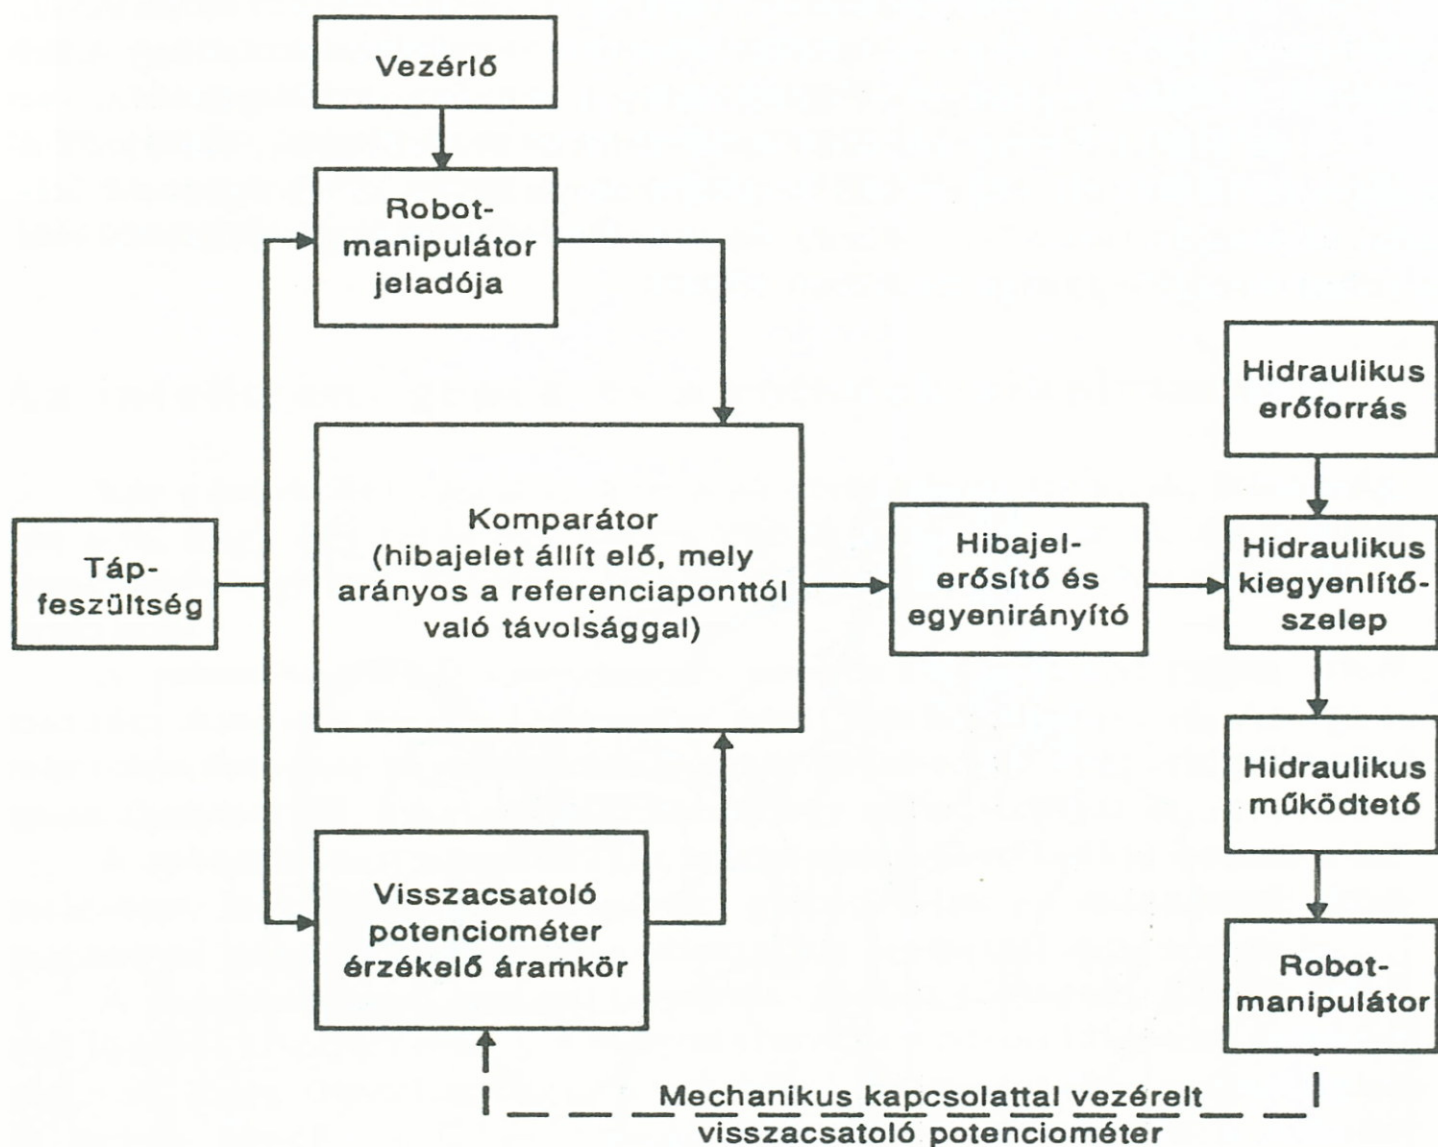 Vezérlő
Robot-
manipulátor
jeladója
Táp-
feszültség
Komparátor
(hibajelet állít elő, mely
arányos a referenciaponttól
való távolsággal)
Visszacsatoló
potenciométer
érzékelő áramkör
Hibajel-
erősítő és
egyenirányító
Hidraulikus
erőforrás
Hidraulikus
kiegyenlítő-
szelep
Hidraulikus
működtető
Robot-
manipulátor
Mechanikus kapcsolattal vezérelt
visszacsatoló potenciométer